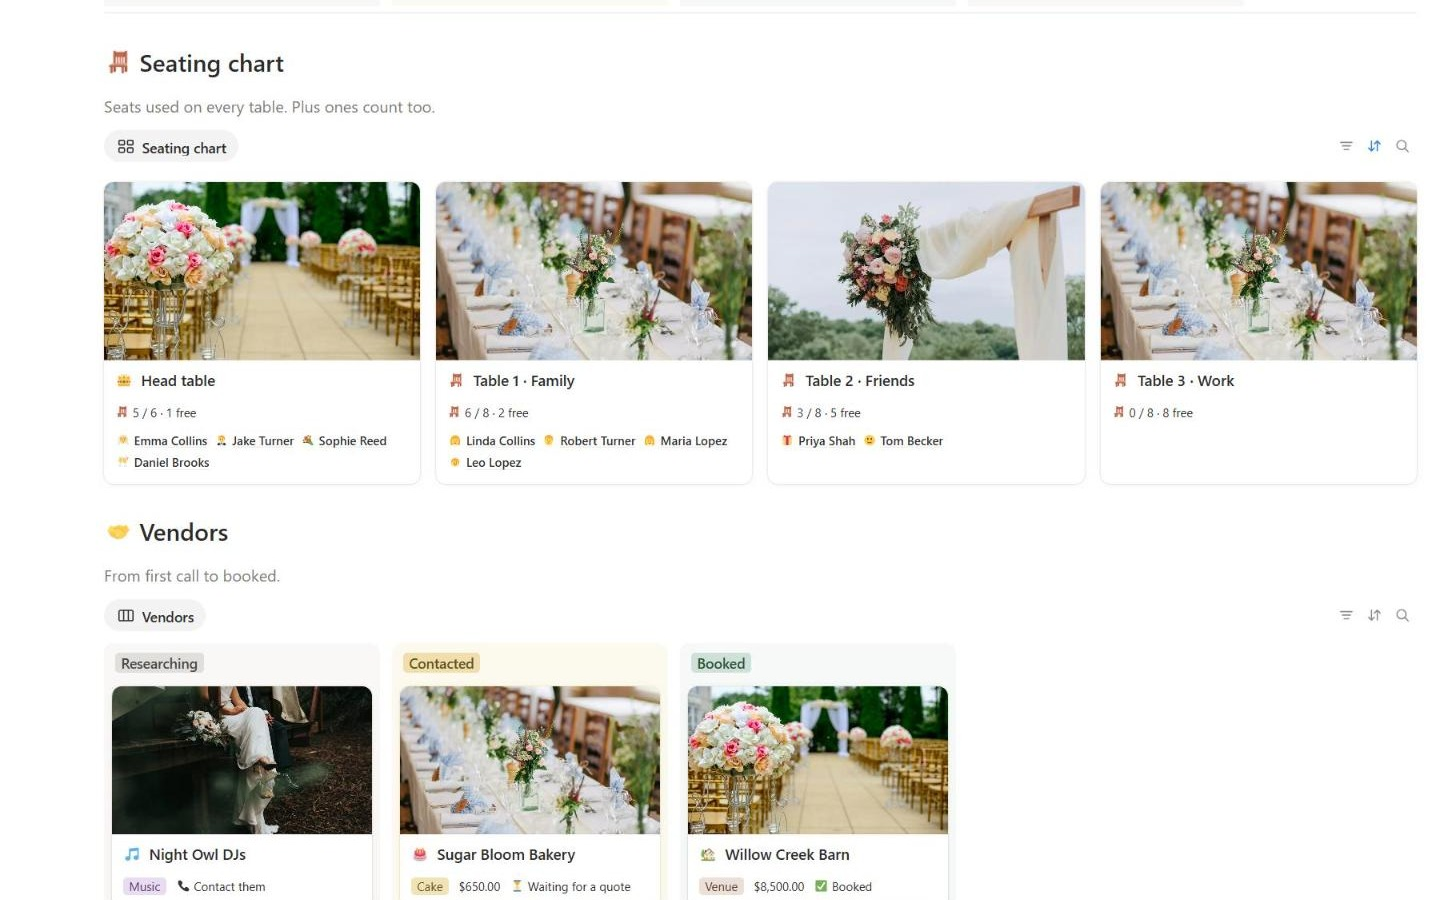 Seating chart
Seats used on every table. Plus ones count too.
Seating chart
Head table
5 / 6 · 1 free
Emma Collins Jake Turner Sophie Reed
Daniel Brooks
Table 1 · Family
6 / 8 · 2 free
Linda Collins Robert Turner Maria Lopez
Leo Lopez
Table 2 · Friends
3 / 8 · 5 free
Priya Shah Tom Becker
Table 3 · Work
0 / 8 · 8 free
Vendors
From first call to booked.
Vendors
Researching
Night Owl DJs
Music Contact them
Contacted
Sugar Bloom Bakery
Cake $650.00 Waiting for a quote
Booked
Willow Creek Barn
Venue $8,500.00 Booked